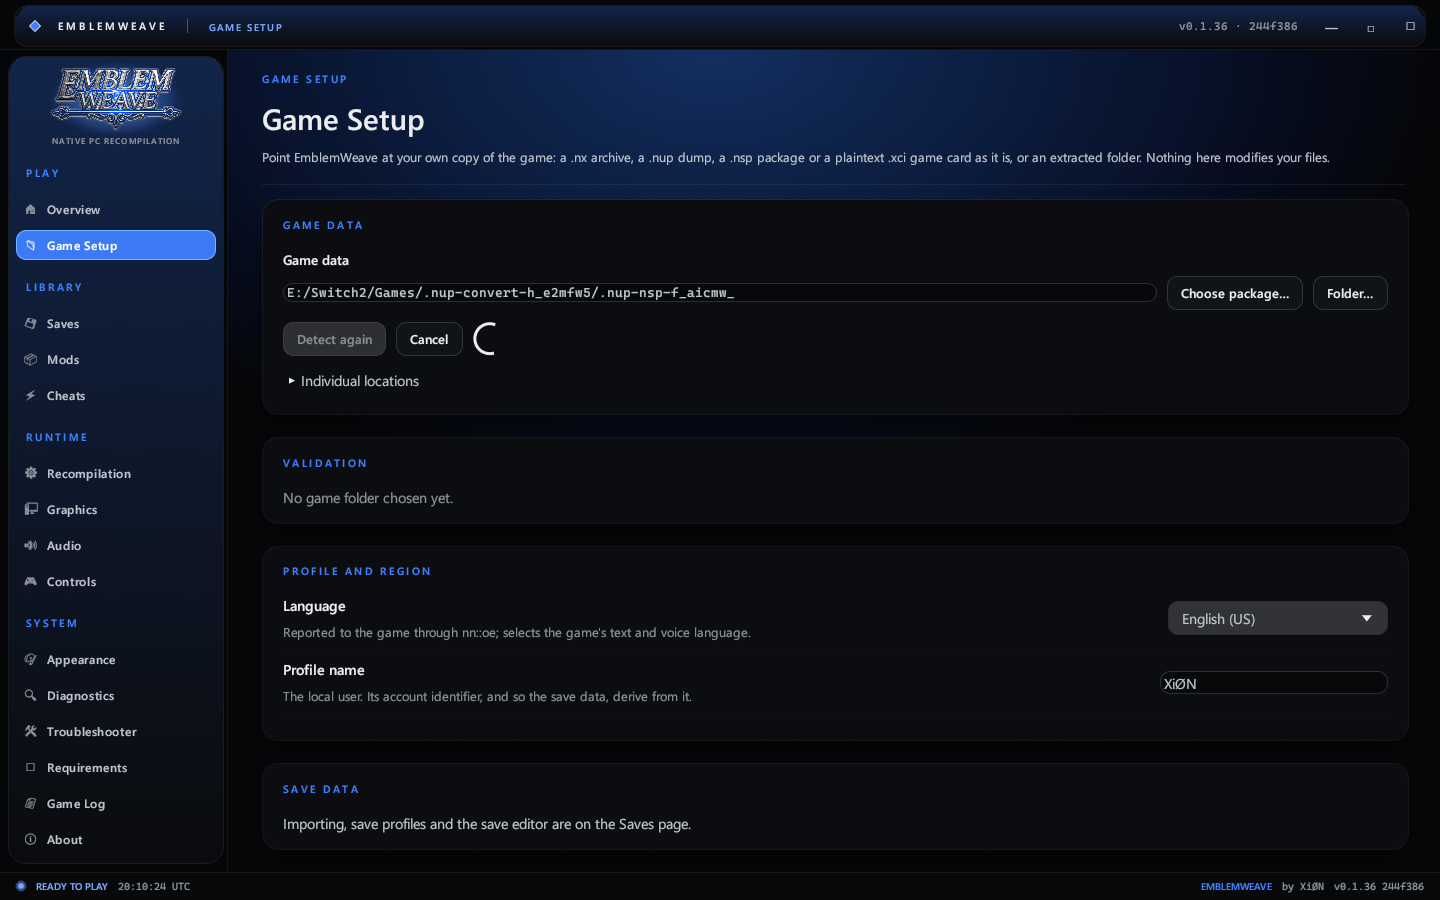 EMBLEMWEAVE
GAME SETUP
v0.1.36 · 244f386
EMBLEM
WEAVE
NATIVE PC RECOMPILATION
PLAY
Overview
Game Setup
LIBRARY
Saves
Mods
Cheats
RUNTIME
Recompilation
Graphics
Audio
Controls
SYSTEM
Appearance
Diagnostics
Troubleshooter
Requirements
Game Log
About
GAME SETUP
Game Setup
Point EmblemWeave at your own copy of the game: a .nx archive, a .nup dump, a .nsp package or a plaintext .xci game card as it is, or an extracted folder. Nothing here modifies your files.
GAME DATA
Game data
E:/Switch2/Games/.nup-convert-h_e2mfw5/.nup-nsp-f_aicmw_
Choose package...
Folder...
Detect again
Cancel
Individual locations
VALIDATION
No game folder chosen yet.
PROFILE AND REGION
Language
Reported to the game through nn::oe; selects the game's text and voice language.
English (US)
Profile name
The local user. Its account identifier, and so the save data, derive from it.
XiØN
SAVE DATA
Importing, save profiles and the save editor are on the Saves page.
READY TO PLAY 20:10:24 UTC
EMBLEMWEAVE by XiØN v0.1.36 244f386